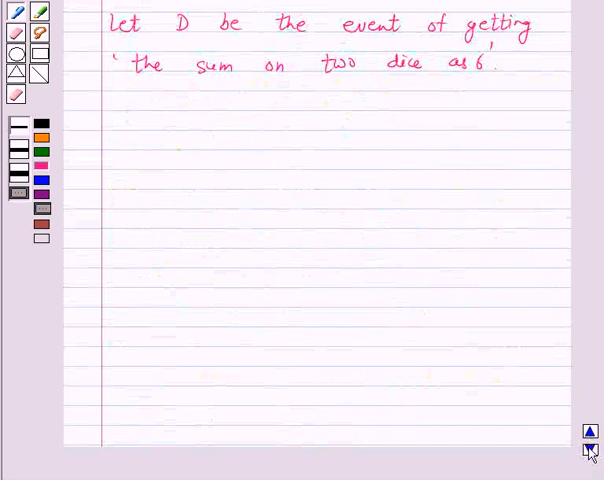 Let D be the event of getting
' the sum on two dice as 6'.